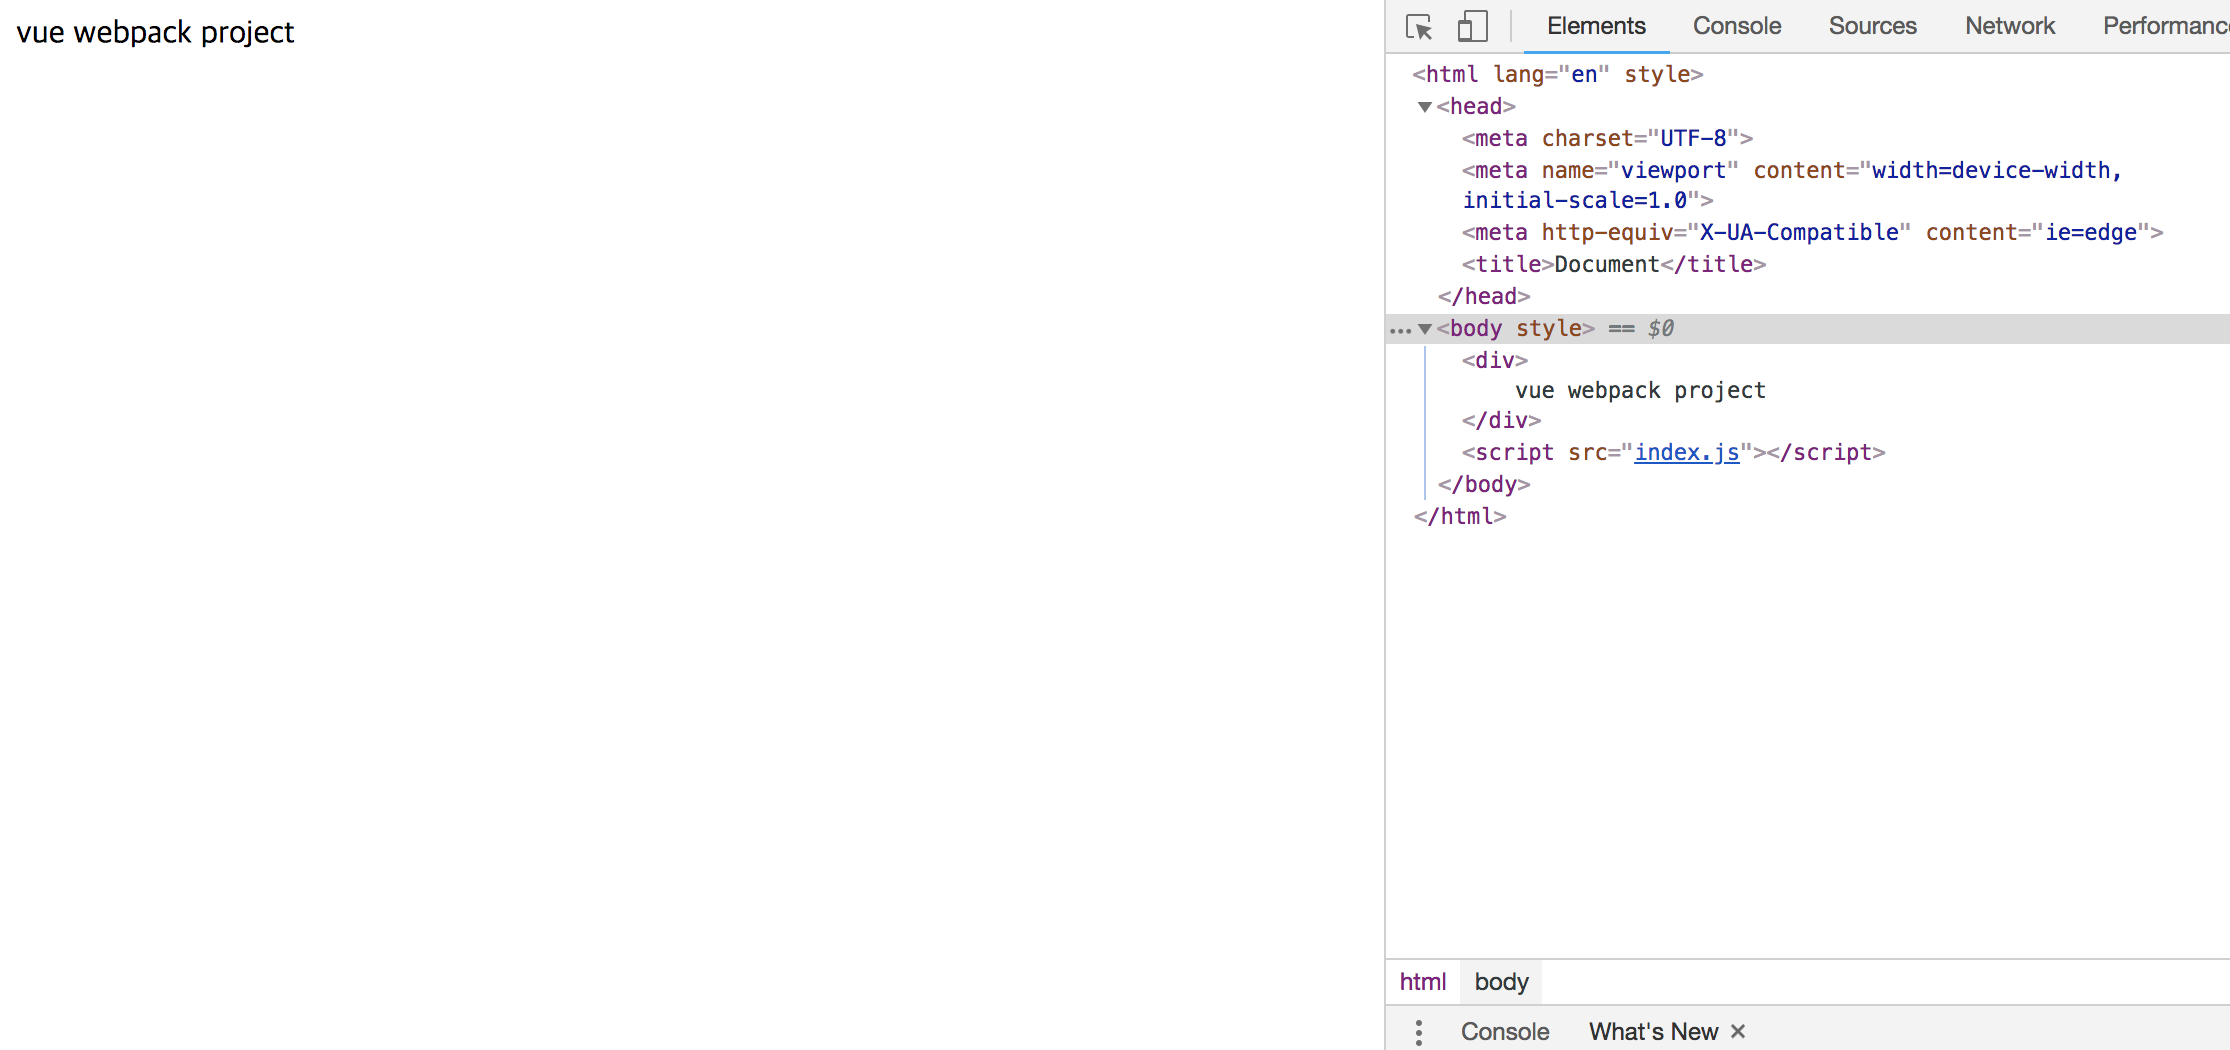 vue webpack project
Elements Console Sources Network Performanc
<html lang="en" style>
<head>
<meta charset="UTF-8">
<meta name="viewport" content="width=device-width,
initial-scale=1.0">
<meta http-equiv="X-UA-Compatible" content="ie=edge">
<title>Document</title>
</head>
<body style> == $0
<div>
vue webpack project
</div>
<script src="index.js"></script>
</body>
</html>
html body
Console What's New ×